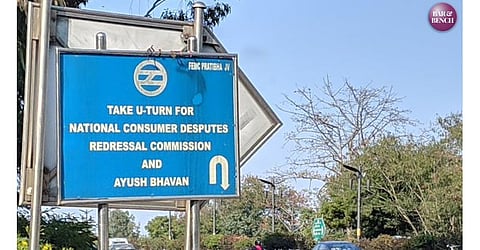 BAR &
BENCH
FEMC PRATIBHA JV
TAKE U-TURN FOR
NATIONAL CONSUMER DESPUTES
REDRESSAL COMMISSION
AND
AYUSH BHAVAN